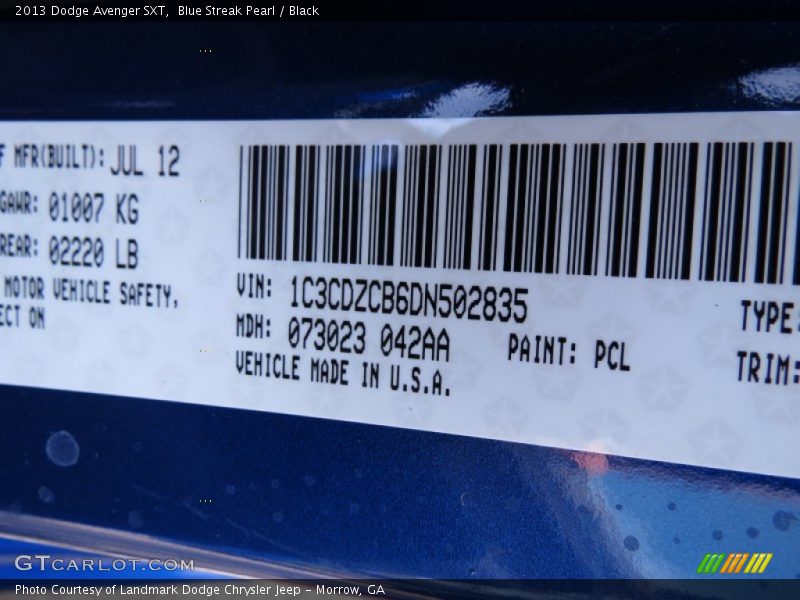 2013 Dodge Avenger SXT,  Blue Streak Pearl / Black
F MFR(BUILT): JUL 12
GAWR: 01007 KG
REAR: 02220 LB
MOTOR VEHICLE SAFETY,
ECT ON
VIN: 1C3CDZCB6DN502835
MDH: 073023 042AA
PAINT: PCL
VEHICLE MADE IN U.S.A.
TYPE:
TRIM:
GTCARLOT.COM
Photo Courtesy of Landmark Dodge Chrysler Jeep - Morrow, GA